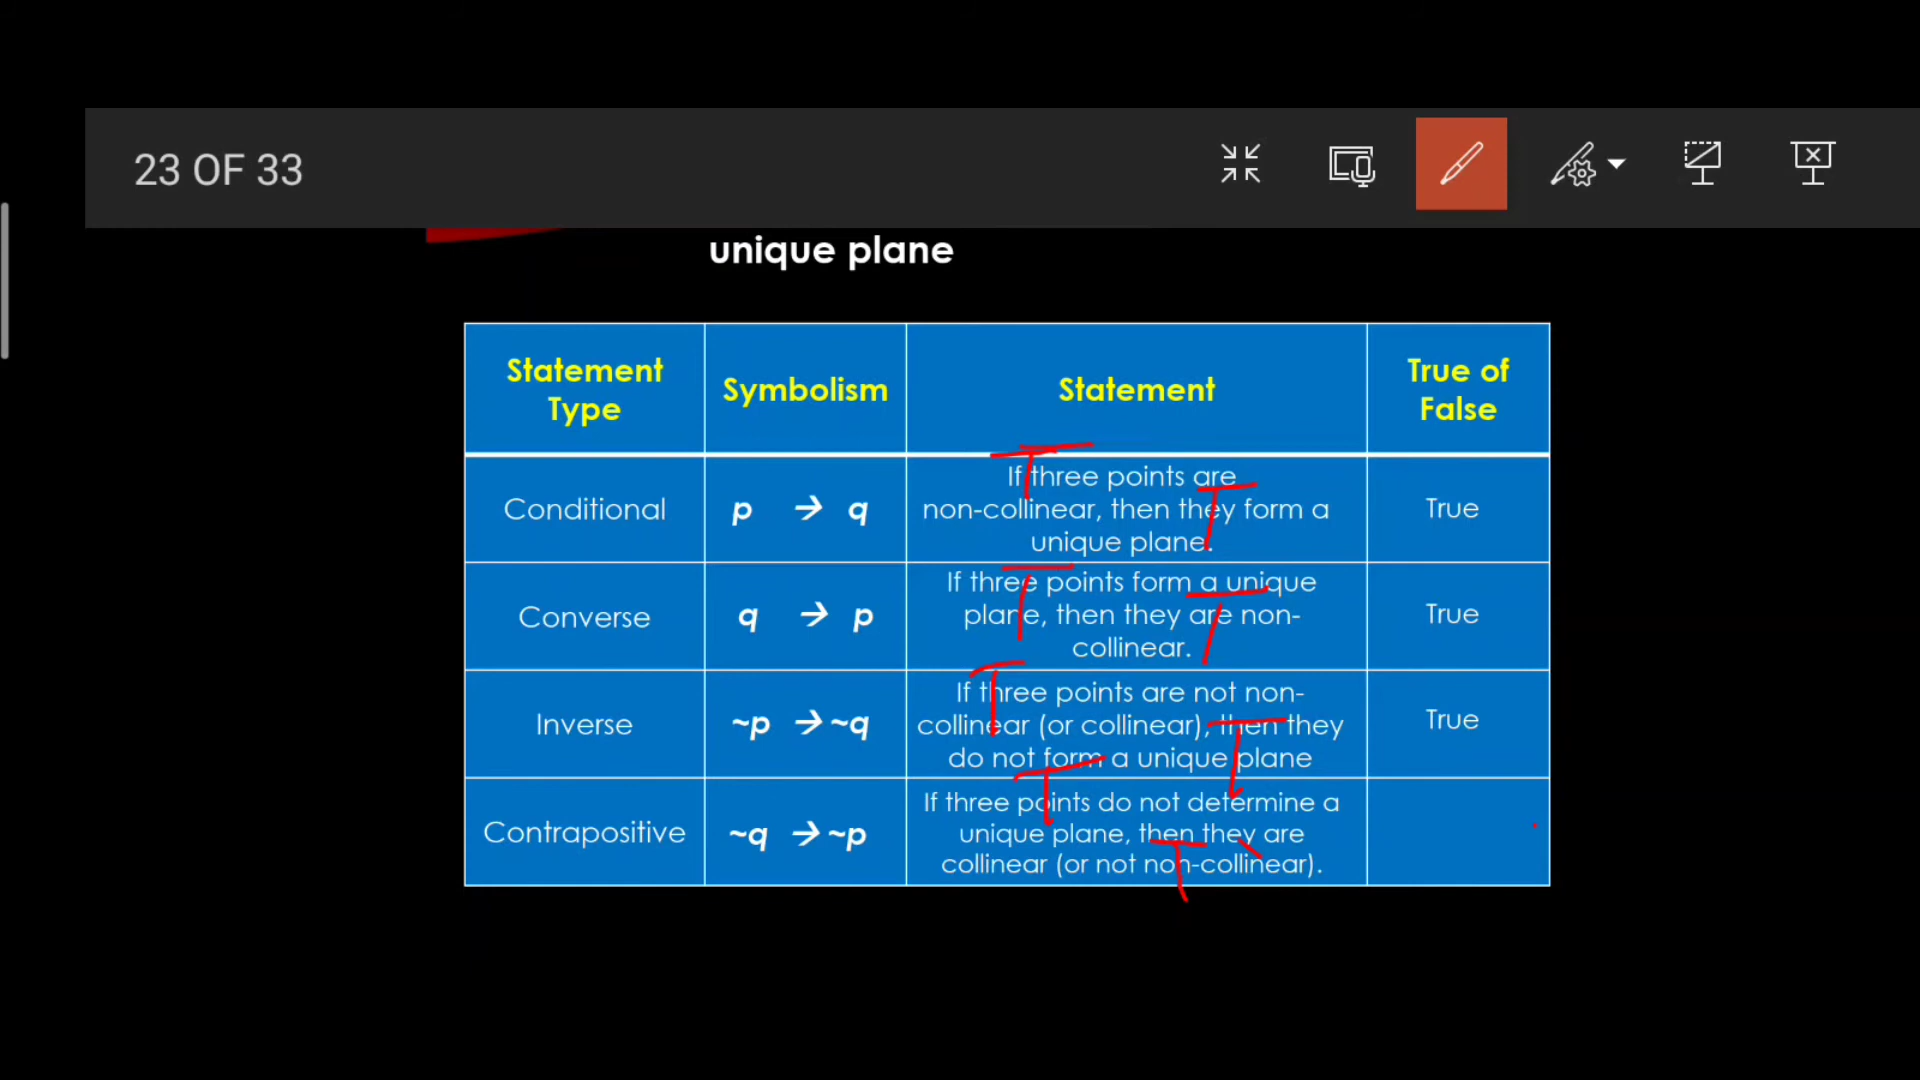 23 OF 33
unique plane
Statement Type
Symbolism
Statement
True of False
Conditional
p → q
If three points are
non-collinear, then they form a
unique plane.
True
Converse
q → p
If three points form a unique
plane, then they are non-
collinear.
True
Inverse
~p → ~q
If three points are not non-
collinear (or collinear), then they
do not form a unique plane
True
Contrapositive
~q → ~p
If three points do not determine a
unique plane, then they are
collinear (or not non-collinear).
T
T
T
T
T
T
T
T